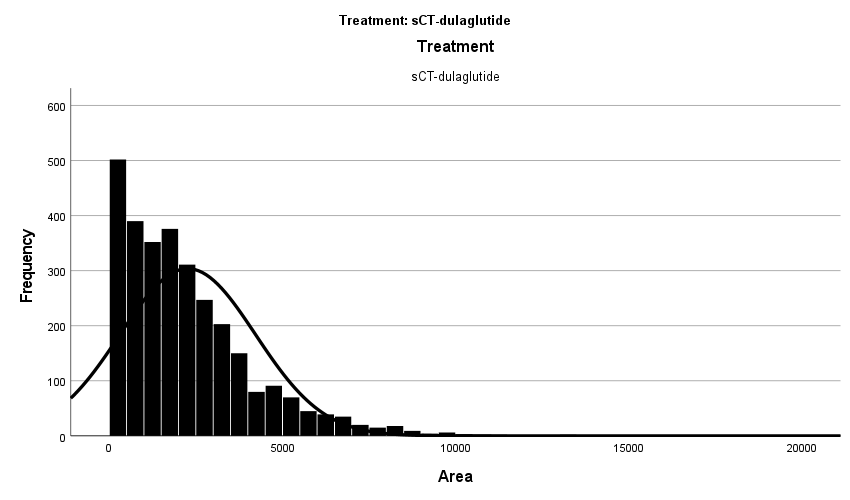 Treatment: sCT-dulaglutide
Treatment
sCT-dulaglutide
600
500
400
300
200
100
0
Frequency
0 5000 10000 15000 20000
Area